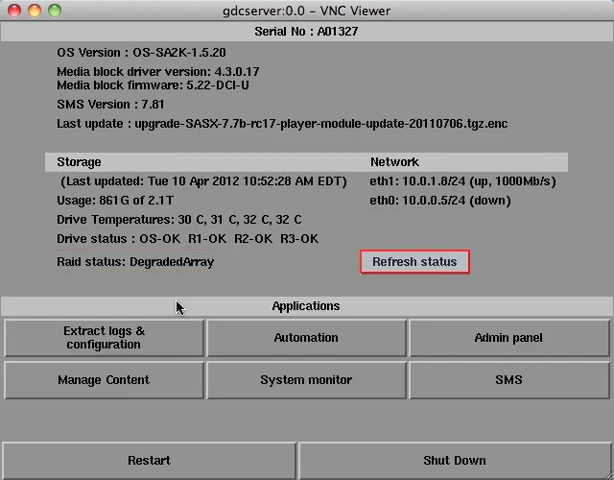 gdcserver:0.0 – VNC Viewer
Serial No : A01327
OS Version : OS-SA2K-1.5.20
Media block driver version: 4.3.0.17
Media block firmware: 5.22-DCI-U
SMS Version : 7.81
Last update : upgrade-SASX-7.7b-rc17-player-module-update-20110706.tgz.enc
Storage Network
(Last updated: Tue 10 Apr 2012 10:52:28 AM EDT) eth1: 10.0.1.8/24 (up, 1000Mb/s)
Usage: 861G of 2.1T eth0: 10.0.0.5/24 (down)
Drive Temperatures: 30 C, 31 C, 32 C, 32 C
Drive status : OS-OK R1-OK R2-OK R3-OK
Raid status: DegradedArray Refresh status
Applications
Extract logs &
configuration
Automation
Admin panel
Manage Content System monitor SMS
Restart Shut Down